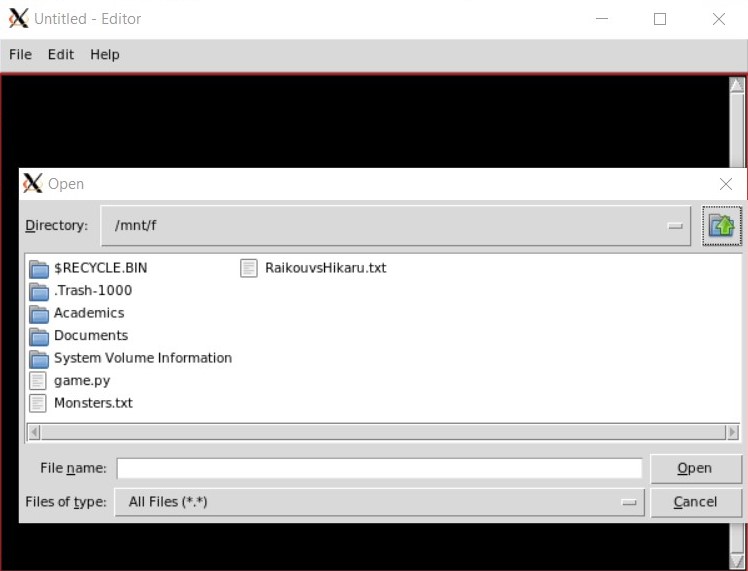 Untitled - Editor
File Edit Help
Open
Directory: /mnt/f
$RECYCLE.BIN RaikouvsHikaru.txt
.Trash-1000
Academics
Documents
System Volume Information
game.py
Monsters.txt
File name: Open
Files of type: All Files (*.*) Cancel